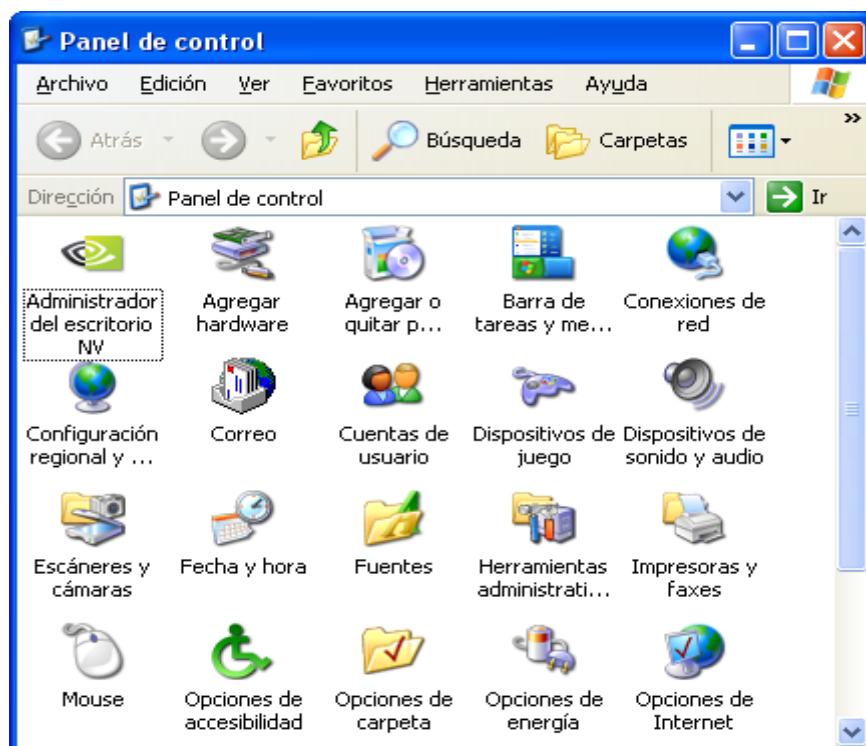 Panel de control
Archivo Edición Ver Favoritos Herramientas Ayuda
Atrás Búsqueda Carpetas »
Dirección Panel de control Ir
Administrador Agregar Agregar o Barra de Conexiones de
del escritorio hardware quitar p... tareas y me... red
NV
Configuración Correo Cuentas de Dispositivos de Dispositivos de
regional y ... usuario juego sonido y audio
Escáneres y Fecha y hora Fuentes Herramientas Impresoras y
cámaras administrati... faxes
Mouse Opciones de Opciones de Opciones de Opciones de
accesibilidad carpeta energía Internet